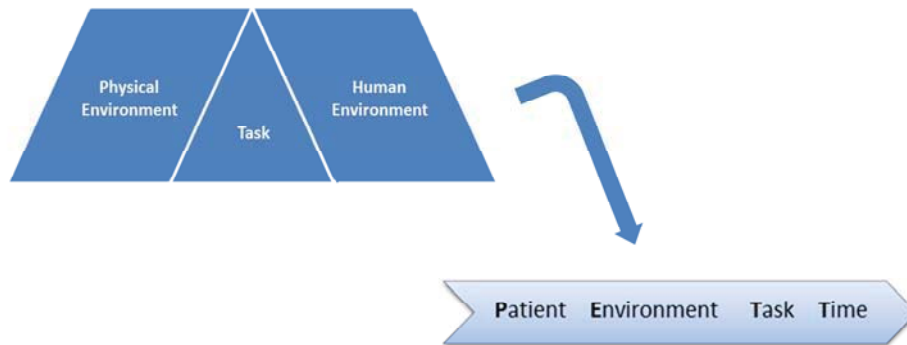 Physical
Environment
Task
Human
Environment
Patient Environment Task Time